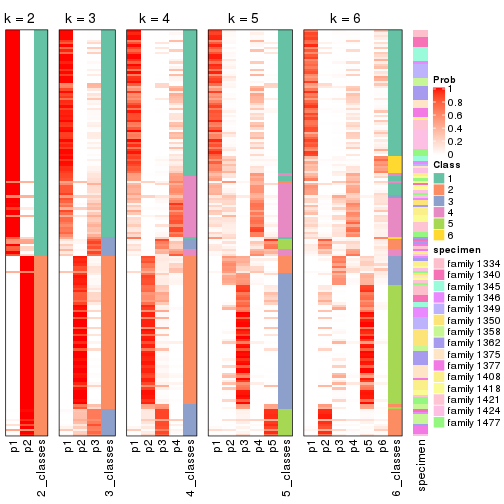 k = 2 k = 3 k = 4 k = 5 k = 6
Prob
1
0.8
0.6
0.4
0.2
0
Class
1
2
3
4
5
6
specimen
family 1334
family 1340
family 1345
family 1346
family 1349
family 1350
family 1358
family 1362
family 1375
family 1377
family 1408
family 1418
family 1421
family 1424
family 1477
p1 p2 2_classes p1 p2 p3 3_classes p1 p2 p3 p4 4_classes p1 p2 p3 p4 p5 5_classes p1 p2 p3 p4 p5 p6 6_classes specimen